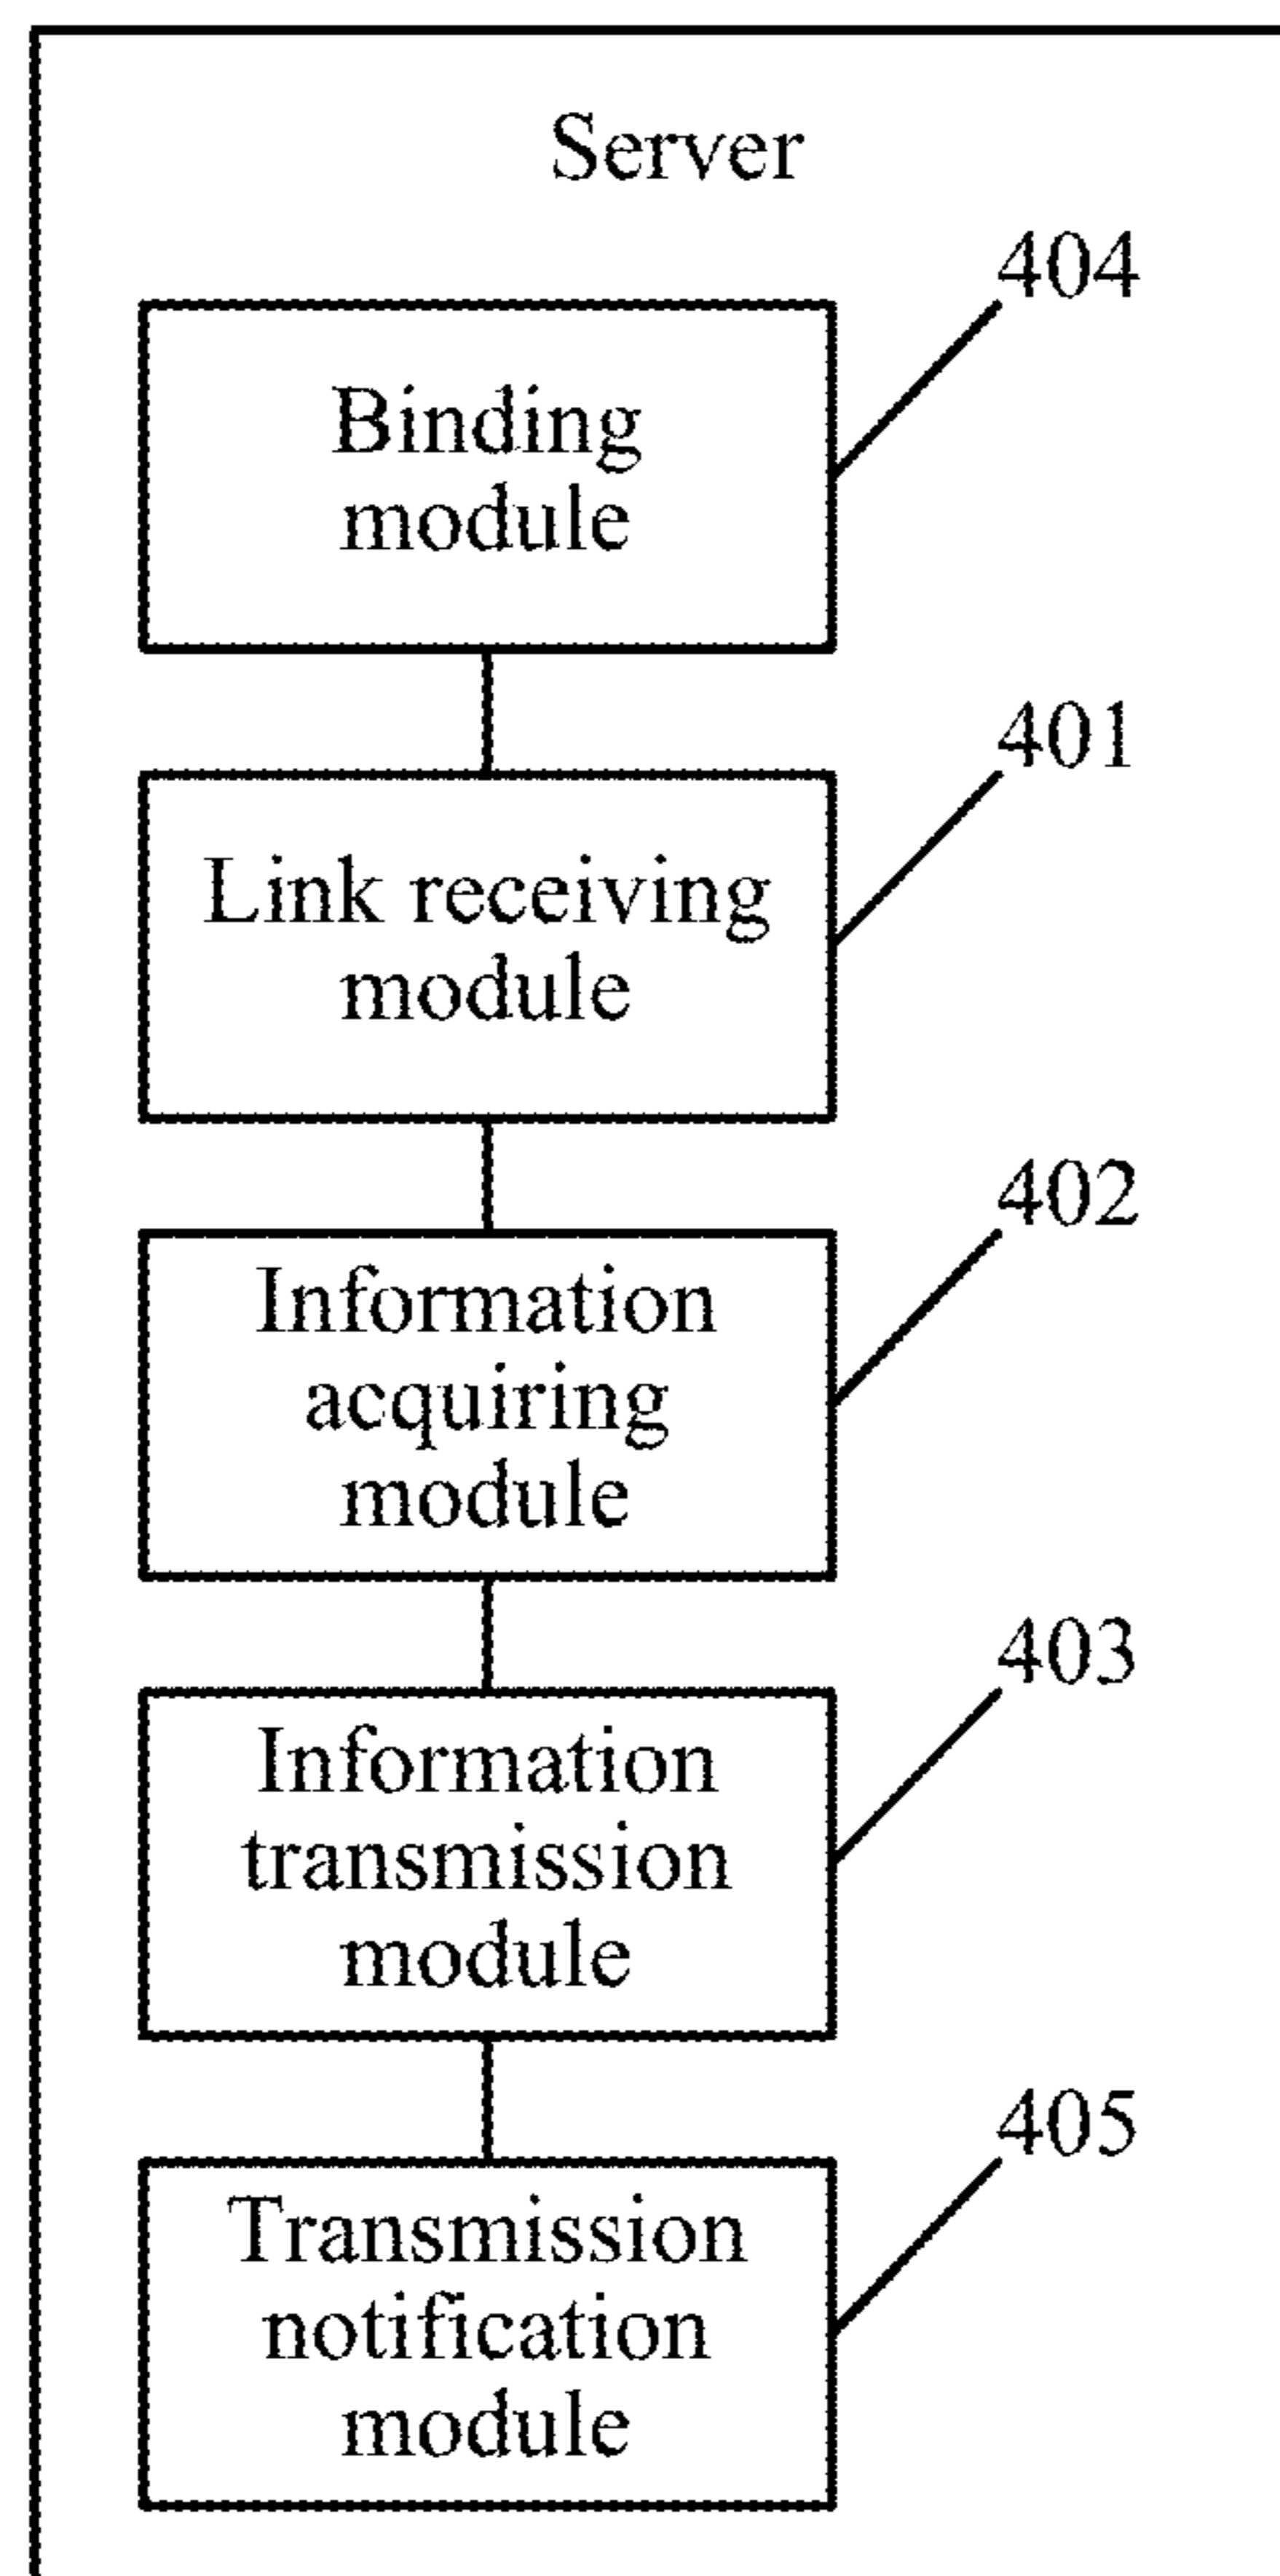 Server
404
Binding
module
401
Link receiving
module
402
Information
acquiring
module
403
Information
transmission
module
405
Transmission
notification
module